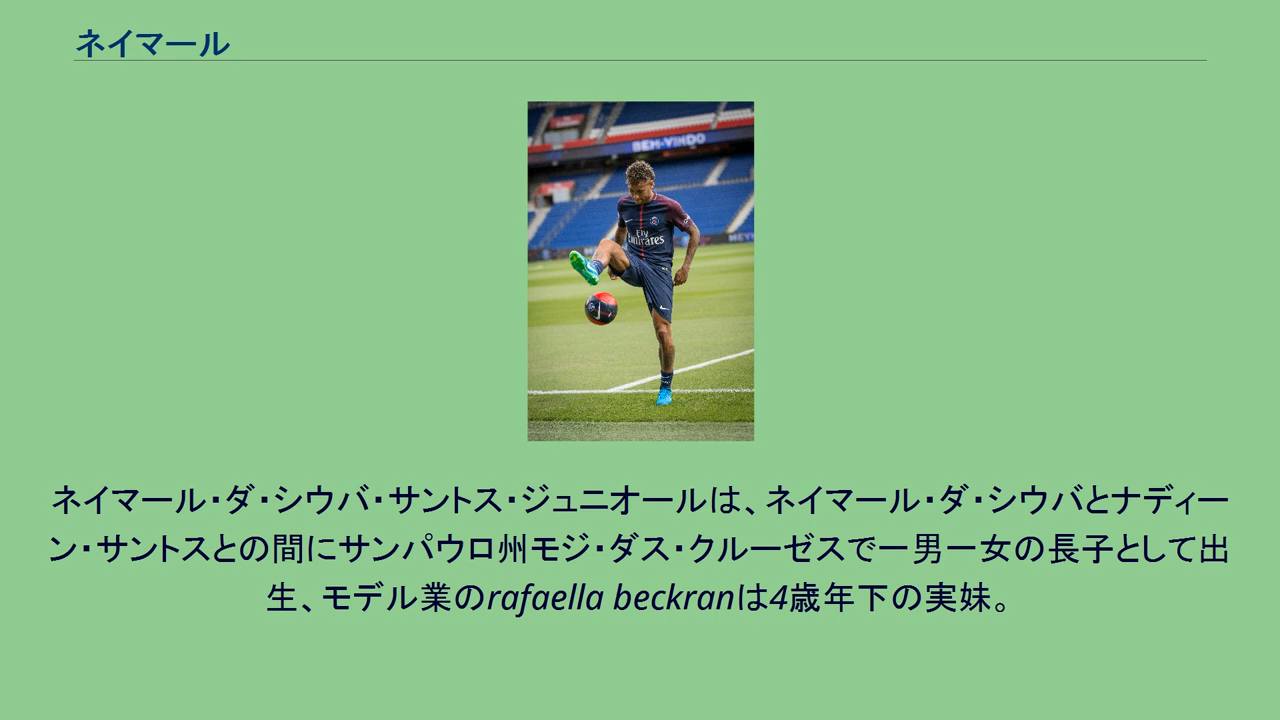 ネイマール
BEM-VINDO
Fly
Emirates
ネイマール・ダ・シウバ・サントス・ジュニオールは、ネイマール・ダ・シウバとナディー
ン・サントスとの間にサンパウロ州モジ・ダス・クルーゼスで一男一女の長子として出
生、モデル業のrafaella beckranは4歳年下の実妹。